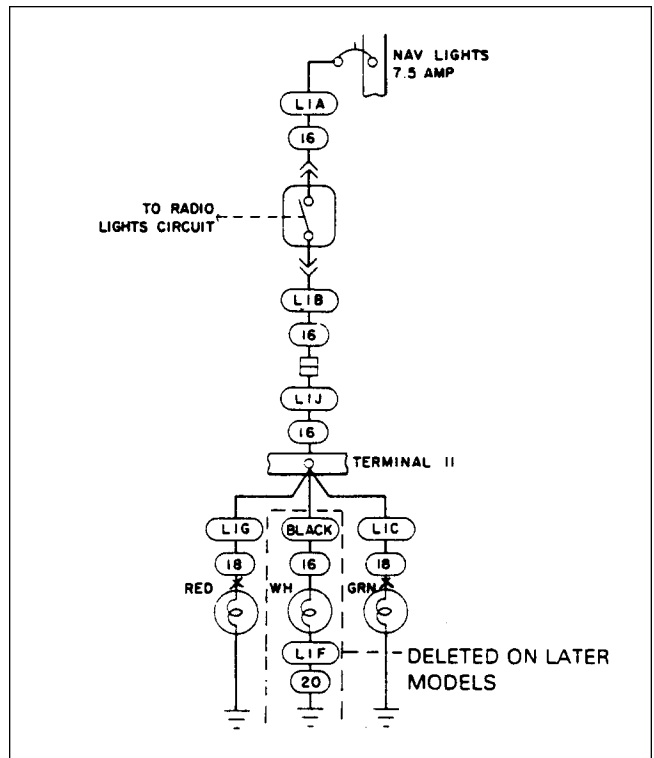 NAV LIGHTS
7.5 AMP
L1A
16
TO RADIO
LIGHTS CIRCUIT
L1B
16
L1J
16
TERMINAL 11
L1G BLACK L1C
18 16 18
RED WH GRN
L1F
DELETED ON LATER
MODELS
20